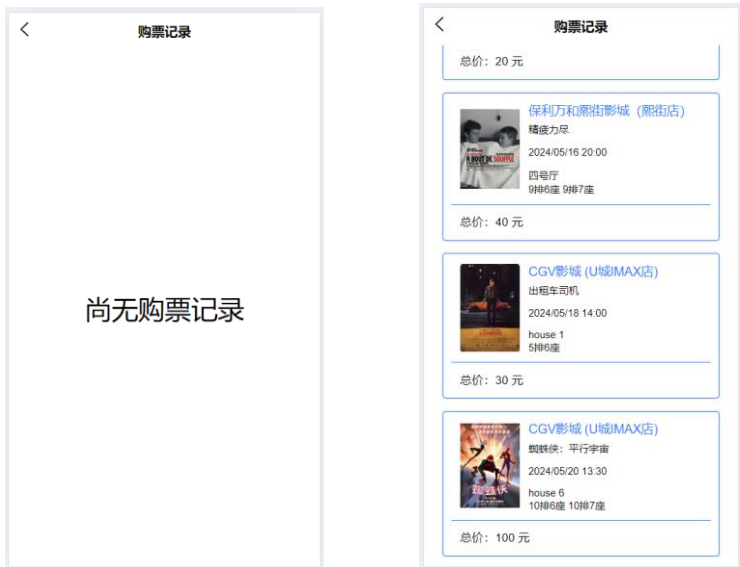 购票记录
尚无购票记录
购票记录
总价：20 元
保利万和熙街影城（熙街店）
精疲力尽
2024/05/16 20:00
四号厅
9排6座 9排7座
总价：40 元
A BOUT DE SOUFFLE
CGV影城 (U城IMAX店)
出租车司机
2024/05/18 14:00
house 1
5排6座
总价：30 元
CGV影城 (U城IMAX店)
蜘蛛侠：平行宇宙
2024/05/20 13:30
house 6
10排6座 10排7座
蜘蛛侠
总价：100 元